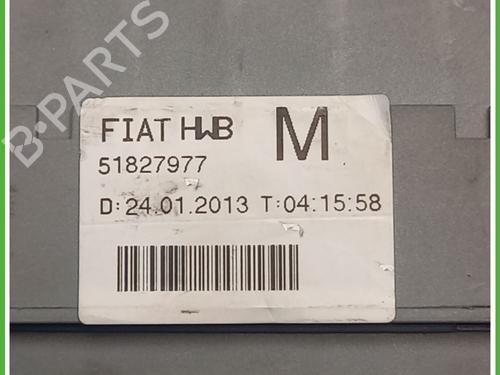 B-PARTS
FIAT HWB M
51827977
D:24.01.2013 T:04:15:58